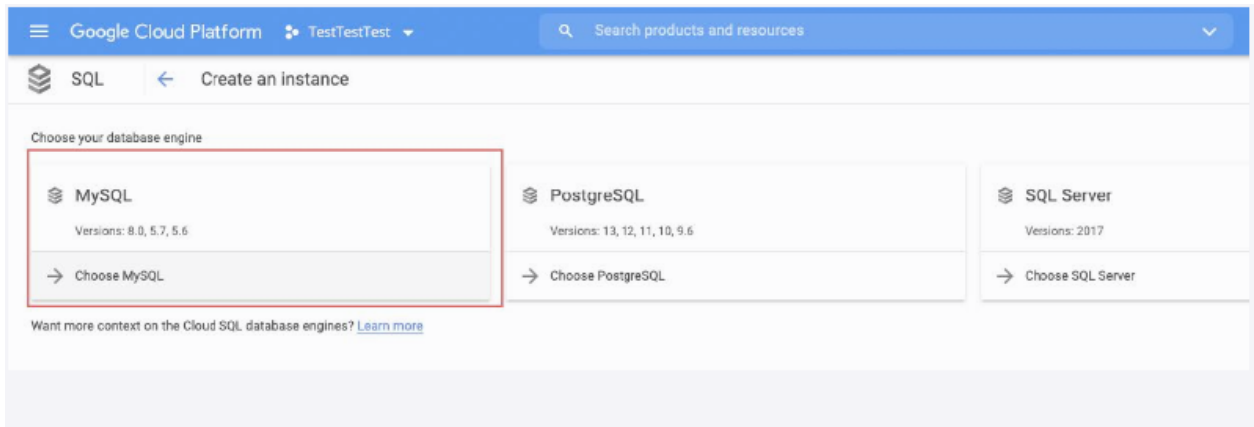 Google Cloud Platform TestTestTest Search products and resources
SQL Create an instance
Choose your database engine
MySQL
Versions: 8.0, 5.7, 5.6
Choose MySQL
PostgreSQL
Versions: 13, 12, 11, 10, 9.6
Choose PostgreSQL
SQL Server
Versions: 2017
Choose SQL Server
Want more context on the Cloud SQL database engines? Learn more